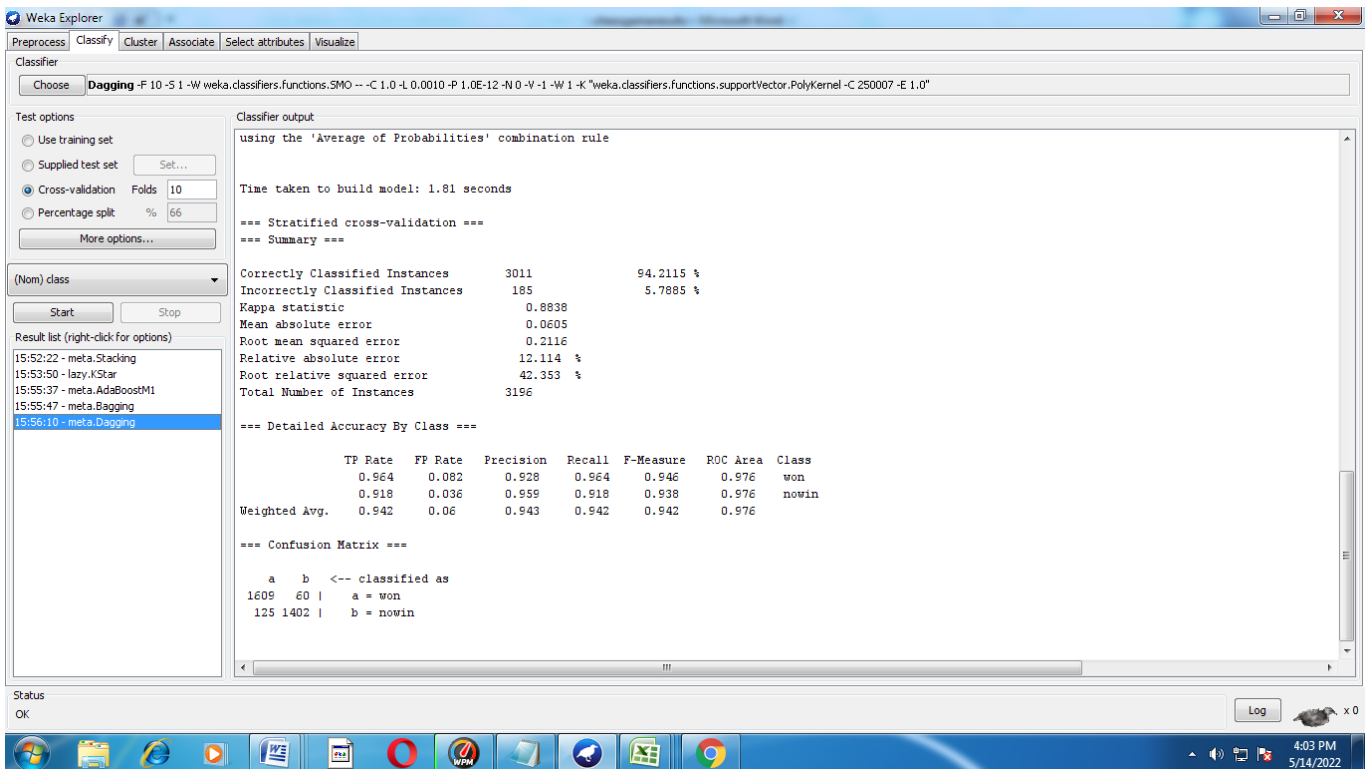 Weka Explorer
Preprocess Classify Cluster Associate Select attributes Visualize
Classifier
Choose Dagging -F 10 -S 1 -W weka.classifiers.functions.SMO -- -C 1.0 -L 0.0010 -P 1.0E-12 -N 0 -V -1 -W 1 -K "weka.classifiers.functions.supportVector.PolyKernel -C 250007 -E 1.0"
Test options
Use training set
Supplied test set Set...
Cross-validation Folds 10
Percentage split % 66
More options...
(Nom) class
Start Stop
Result list (right-click for options)
15:52:22 - meta.Stacking
15:53:50 - lazy.KStar
15:55:37 - meta.AdaBoostM1
15:55:47 - meta.Bagging
15:56:10 - meta.Dagging
Classifier output
using the 'Average of Probabilities' combination rule
Time taken to build model: 1.81 seconds
=== Stratified cross-validation ===
=== Summary ===
Correctly Classified Instances 3011 94.2115 %
Incorrectly Classified Instances 185 5.7885 %
Kappa statistic 0.8838
Mean absolute error 0.0605
Root mean squared error 0.2116
Relative absolute error 12.114 %
Root relative squared error 42.353 %
Total Number of Instances 3196
=== Detailed Accuracy By Class ===
TP Rate FP Rate Precision Recall F-Measure ROC Area Class
0.964 0.082 0.928 0.964 0.946 0.976 won
0.918 0.036 0.959 0.918 0.938 0.976 nowin
Weighted Avg. 0.942 0.06 0.943 0.942 0.942 0.976
=== Confusion Matrix ===
a b <-- classified as
1609 60 | a = won
125 1402 | b = nowin
Status
OK
Log x 0
WPM
4:03 PM
5/14/2022